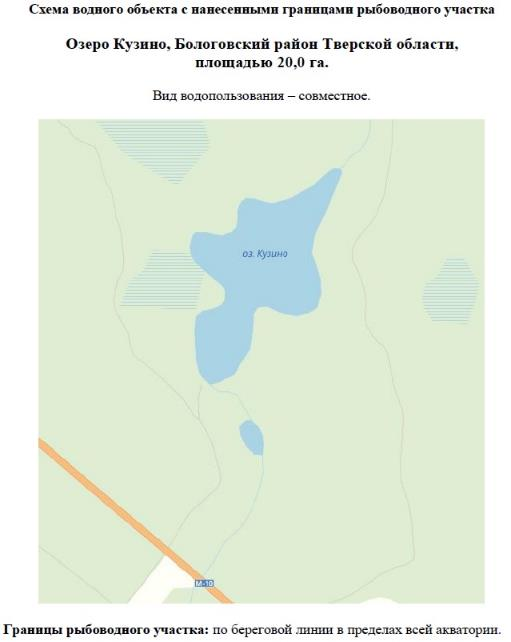 Схема водного объекта с нанесенными границами рыбоводного участка
Озеро Кузино, Бологовский район Тверской области,
площадью 20,0 га.
Вид водопользования – совместное.
оз. Кузино
М-10
Границы рыбоводного участка: по береговой линии в пределах всей акватории.